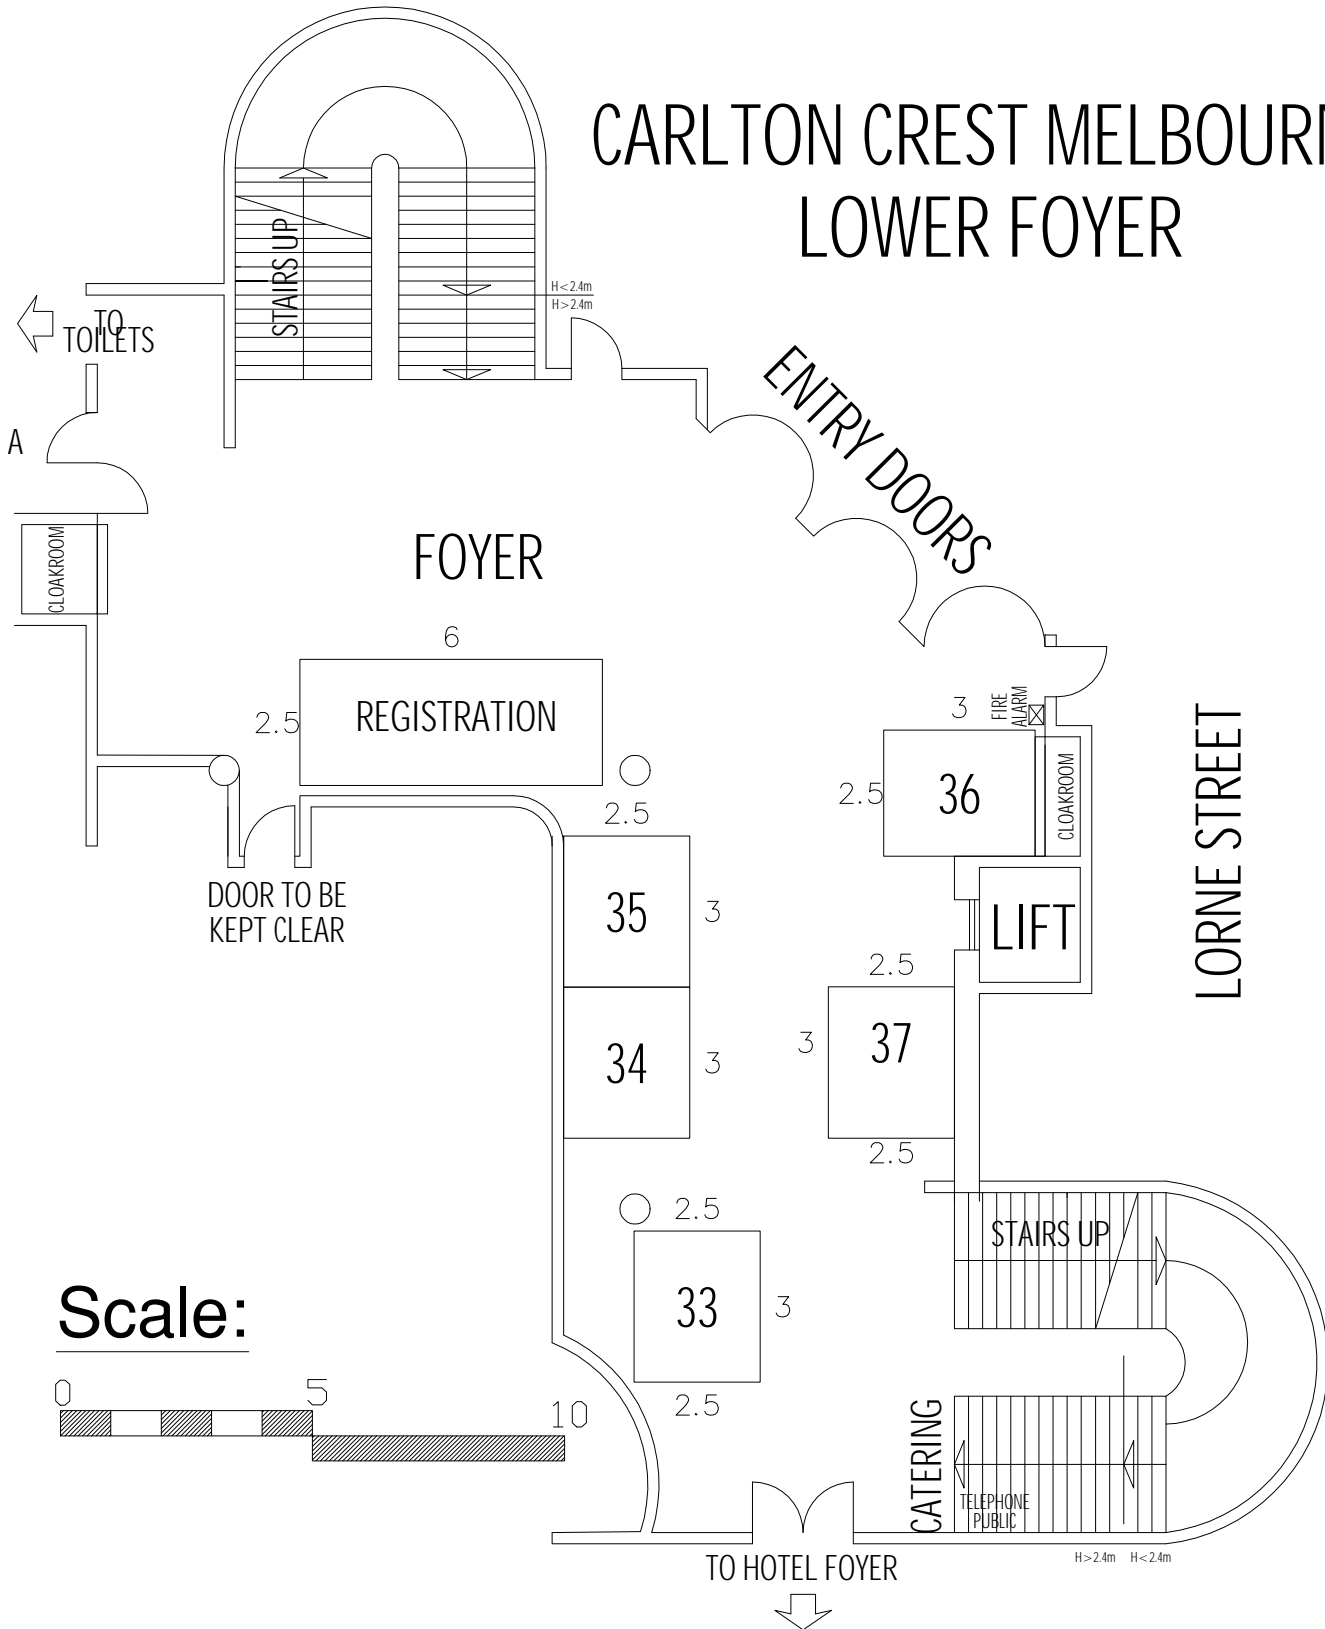 CARLTON CREST MELBOURN
LOWER FOYER
STAIRS UP
H<2.4m
H>2.4m
TO
TOILETS
ENTRY DOORS
A
CLOAKROOM
FOYER
6
2.5
REGISTRATION
3
FIRE
ALARM
2.5
36
CLOAKROOM
LORNE STREET
2.5
DOOR TO BE
KEPT CLEAR
35
3
LIFT
2.5
34
3
3
37
2.5
2.5
STAIRS UP
33
3
2.5
Scale:
0
5
10
CATERING
TELEPHONE
PUBLIC
H>2.4m
H<2.4m
TO HOTEL FOYER